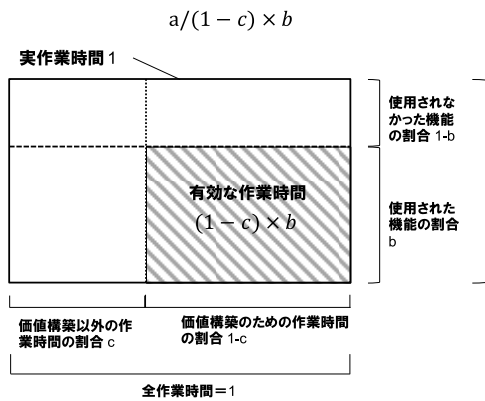 a/(1 − c) × b
実作業時間 1
使用されな
かった機能
の割合 1-b
有効な作業時間
(1 − c) × b
使用された
機能の割合
b
価値構築以外の作
業時間の割合 c
価値構築のための作業時間
の割合 1-c
全作業時間＝1